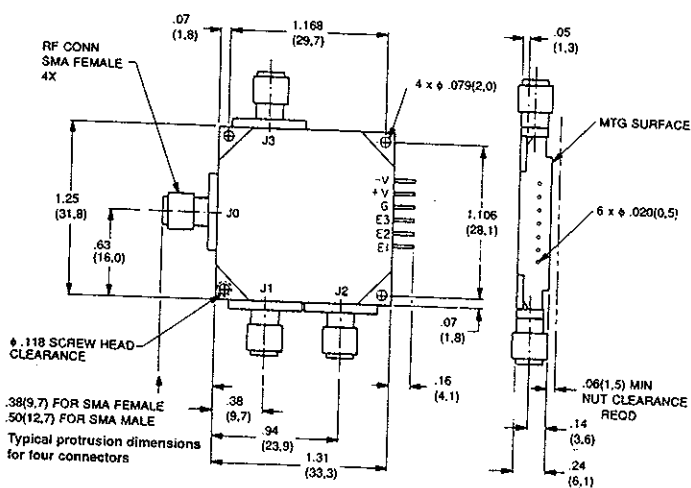 .07
(1,8)
1.168
(29,7)
.05
(1,3)
RF CONN
SMA FEMALE
4X
4 x ϕ .079(2,0)
MTG SURFACE
J3
1.25
(31,8)
.63
(16,0)
J0
-V
+V
G
E3
E2
E1
1.106
(28,1)
6 x ϕ .020(0,5)
J1
J2
ϕ .118 SCREW HEAD
CLEARANCE
.07
(1,8)
.38(9,7) FOR SMA FEMALE
.50(12,7) FOR SMA MALE
Typical protrusion dimensions
for four connectors
.38
(9,7)
.94
(23,9)
1.31
(33,3)
.16
(4,1)
.06(1,5) MIN
NUT CLEARANCE
REQD
.14
(3,6)
.24
(6,1)